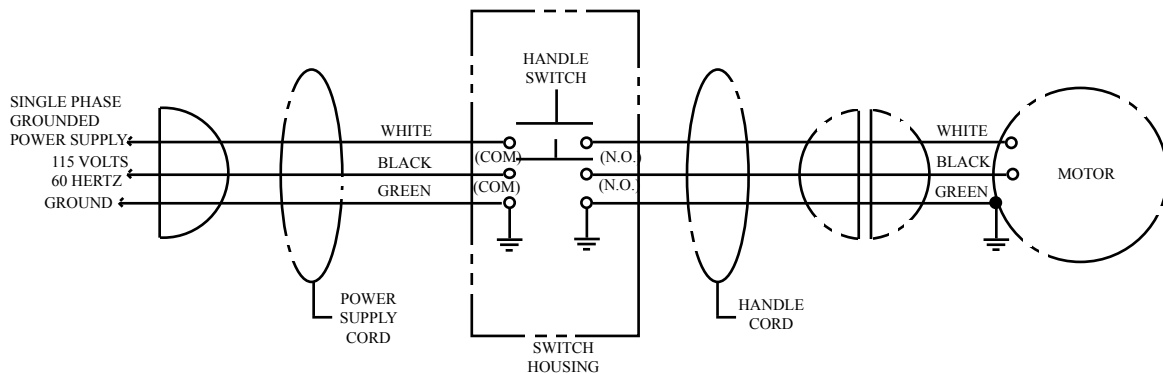 HANDLE
SWITCH
SINGLE PHASE
GROUNDED
POWER SUPPLY
115 VOLTS
60 HERTZ
GROUND
WHITE
BLACK
GREEN
(COM)
(COM)
(N.O.)
(N.O.)
WHITE
BLACK
GREEN
MOTOR
POWER
SUPPLY
CORD
HANDLE
CORD
SWITCH
HOUSING